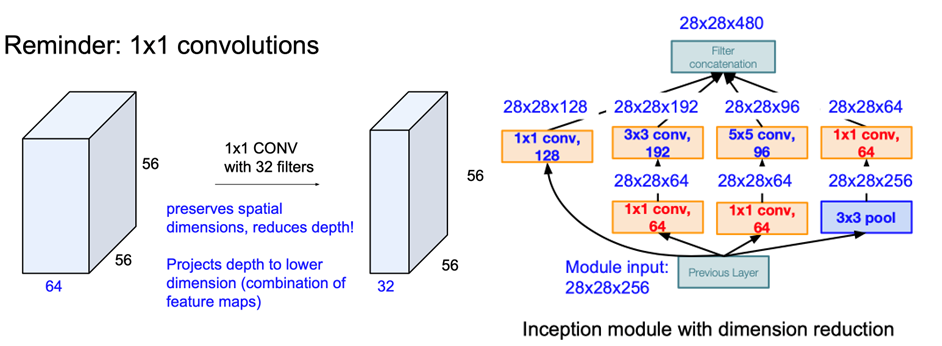 Reminder: 1x1 convolutions
56
56
64
1x1 CONV
with 32 filters
preserves spatial
dimensions, reduces depth!
Projects depth to lower
dimension (combination of
feature maps)
56
56
32
28x28x480
Filter
concatenation
28x28x128
28x28x192
28x28x96
28x28x64
1x1 conv,
128
3x3 conv,
192
5x5 conv,
96
1x1 conv,
64
28x28x64
28x28x64
28x28x256
1x1 conv,
64
1x1 conv,
64
3x3 pool
Module input:
28x28x256
Previous Layer
Inception module with dimension reduction